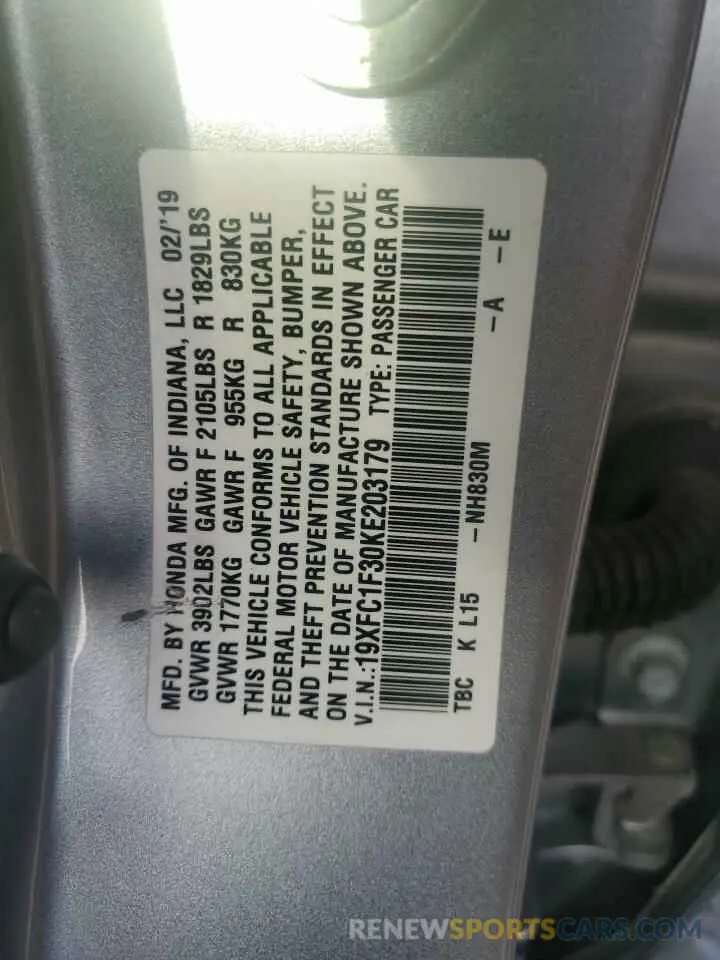 MFD. BY HONDA MFG. OF INDIANA, LLC 02/'19
GVWR 3902LBS GAWR F 2105LBS R 1829LBS
GVWR 1770KG GAWR F 955KG R 830KG
THIS VEHICLE CONFORMS TO ALL APPLICABLE
FEDERAL MOTOR VEHICLE SAFETY, BUMPER,
AND THEFT PREVENTION STANDARDS IN EFFECT
ON THE DATE OF MANUFACTURE SHOWN ABOVE.
V.I.N.:19XFC1F30KE203179 TYPE: PASSENGER CAR
TBC K L15 -NH830M -A -E
RENEWSPORTSCARS.COM